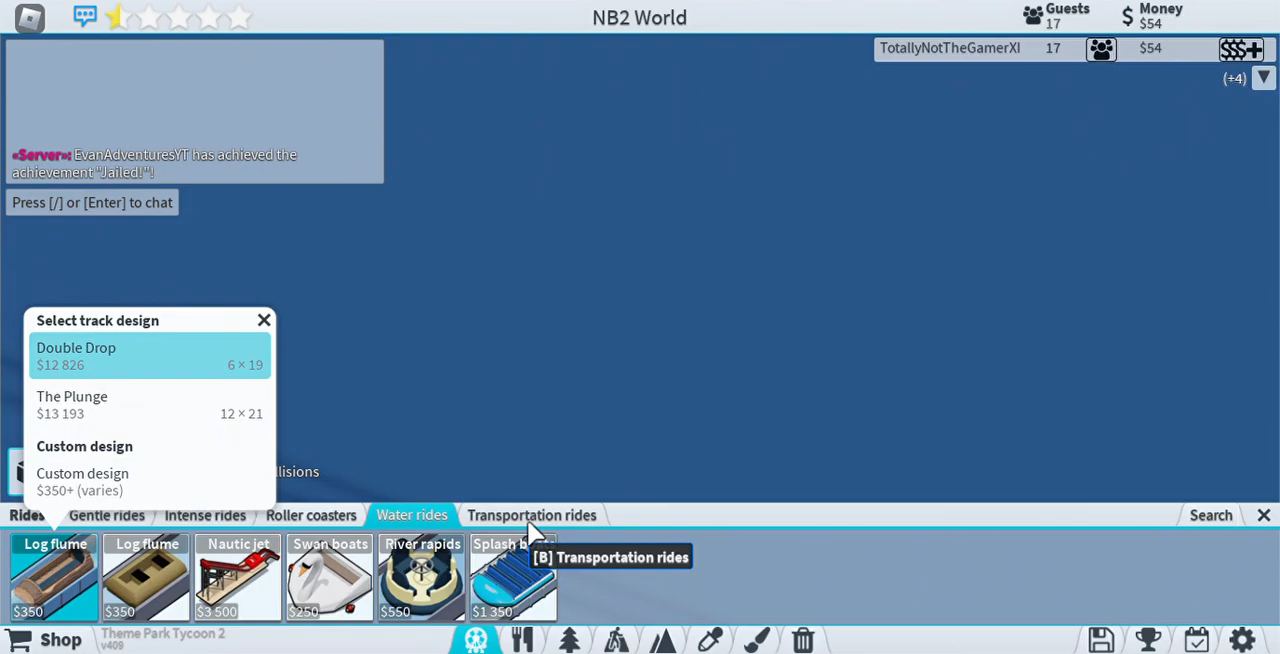 NB2 World
Guests
17
Money
$54
TotallyNotTheGamerXI 17 $54 $$$+
(+4)
«Server»: EvanAdventuresYT has achieved the
achievement "Jailed!"!
Press [/] or [Enter] to chat
Select track design
Double Drop
$12 826 6 × 19
The Plunge
$13 193 12 × 21
Custom design
Custom design
$350+ (varies)
llisions
Rides Gentle rides Intense rides Roller coasters Water rides Transportation rides Search
Log flume Log flume Nautic jet Swan boats River rapids Splash
[B] Transportation rides
$350 $350 $3 500 $250 $550 $1 350
Shop
Theme Park Tycoon 2
v409